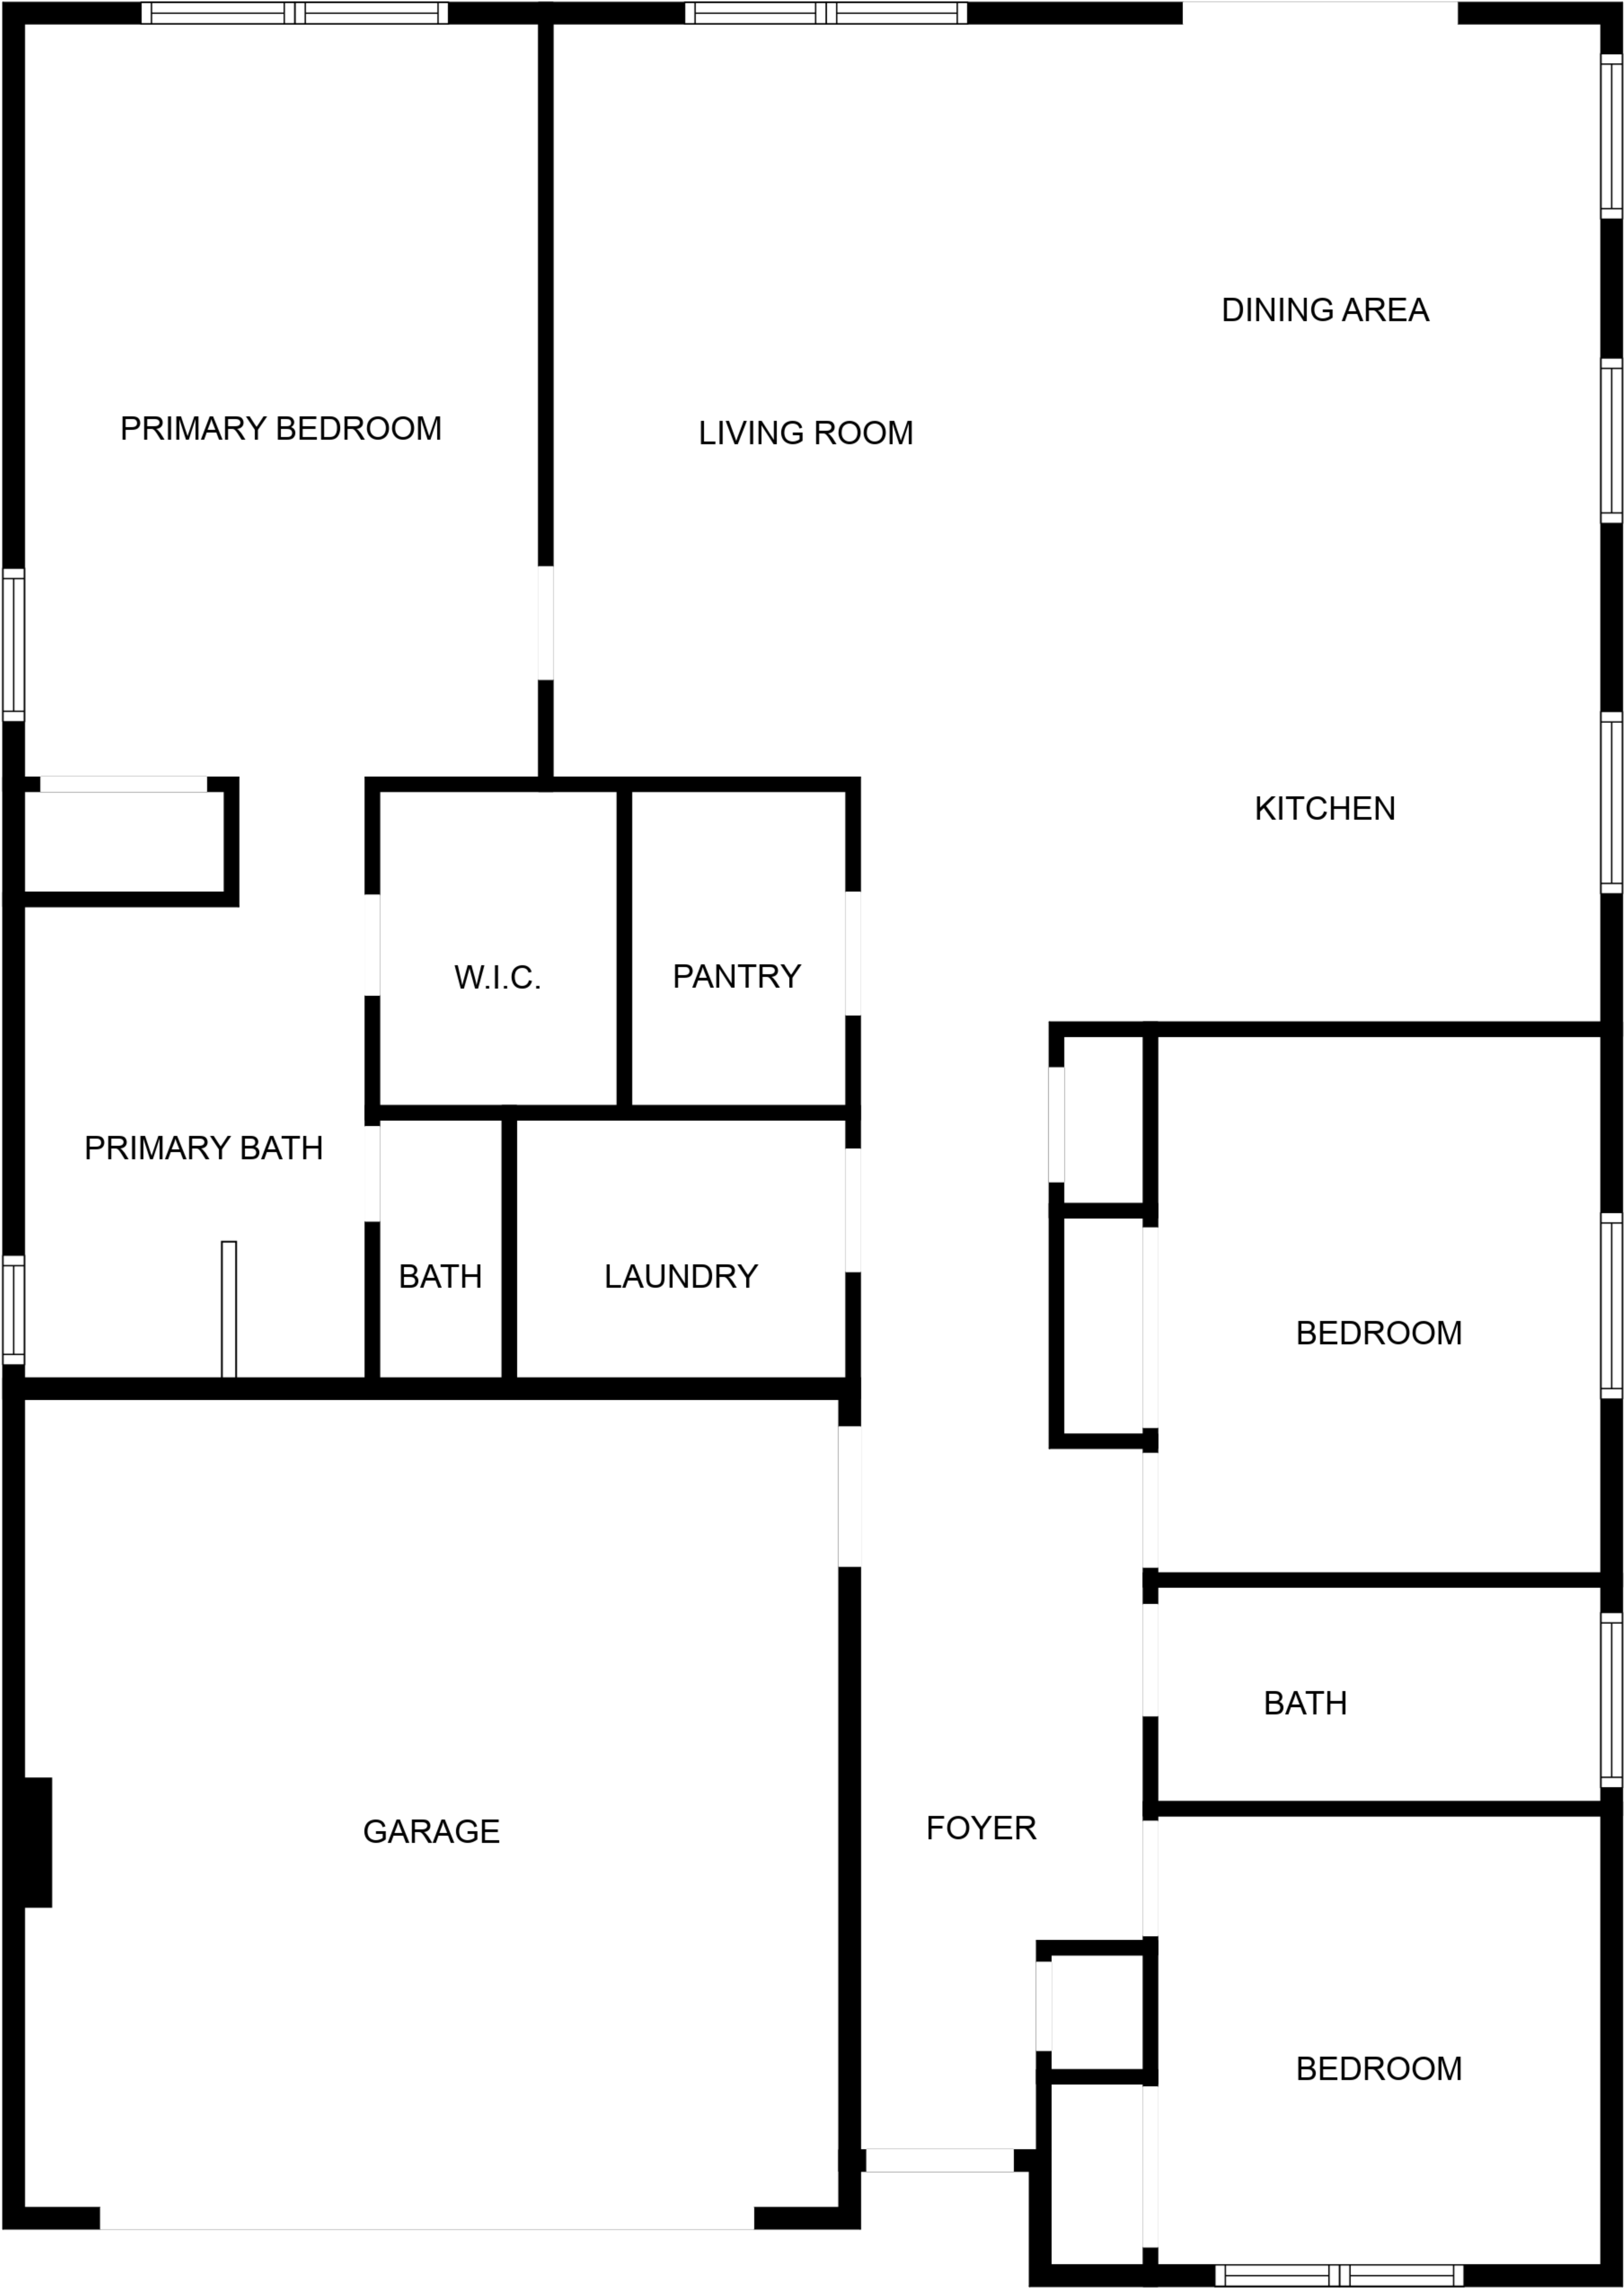 DINING AREA
PRIMARY BEDROOM
LIVING ROOM
KITCHEN
W.I.C.
PANTRY
PRIMARY BATH
BATH
LAUNDRY
BEDROOM
BATH
GARAGE
FOYER
BEDROOM